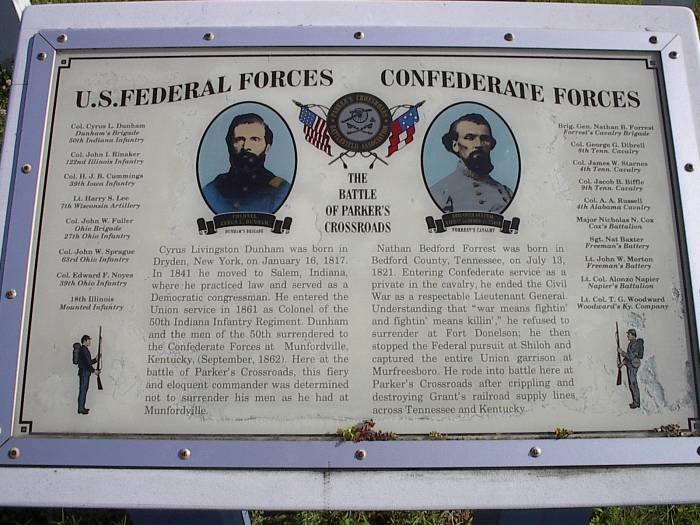 U.S.FEDERAL FORCES
CONFEDERATE FORCES
Col. Cyrus L. Dunham
Dunham's Brigade
50th Indiana Infantry
Col. John I. Rinaker
122nd Illinois Infantry
Col. H. J. B. Cummings
39th Iowa Infantry
Lt. Harry S. Lee
7th Wisconsin Artillery
Col. John W. Fuller
Ohio Brigade
27th Ohio Infantry
Col. John W. Sprague
63rd Ohio Infantry
Col. Edward F. Noyes
39th Ohio Infantry
18th Illinois
Mounted Infantry
COLONEL
CYRUS L. DUNHAM
DUNHAM'S BRIGADE
PARKER'S CROSSROADS
BATTLEFIELD ASSOCIATION
THE
BATTLE
OF PARKER'S
CROSSROADS
BRIGADIER GENERAL
FORREST'S CAVALRY
Brig. Gen. Nathan B. Forrest
Forrest's Cavalry Brigade
Col. George G. Dibrell
8th Tenn. Cavalry
Col. James W. Starnes
4th Tenn. Cavalry
Col. Jacob B. Biffle
9th Tenn. Cavalry
Col. A. A. Russell
4th Alabama Cavalry
Major Nicholas N. Cox
Cox's Battalion
Sgt. Nat Baxter
Freeman's Battery
Lt. John W. Morton
Freeman's Battery
Lt. Col. Alonzo Napier
Napier's Battalion
Lt. Col. T. G. Woodward
Woodward's Ky. Company
Cyrus Livingston Dunham was born in
Dryden, New York, on January 16, 1817.
In 1841 he moved to Salem, Indiana,
where he practiced law and served as a
Democratic congressman. He entered the
Union service in 1861 as Colonel of the
50th Indiana Infantry Regiment. Dunham
and the men of the 50th surrendered to
the Confederate Forces at Munfordville,
Kentucky, (September, 1862). Here at the
battle of Parker's Crossroads, this fiery
and eloquent commander was determined
not to surrender his men as he had at
Munfordville.
Nathan Bedford Forrest was born in
Bedford County, Tennessee, on July 13,
1821. Entering Confederate service as a
private in the cavalry, he ended the Civil
War as a respectable Lieutenant General.
Understanding that "war means fightin'
and fightin' means killin'," he refused to
surrender at Fort Donelson; he then
stopped the Federal pursuit at Shiloh and
captured the entire Union garrison at
Murfreesboro. He rode into battle here at
Parker's Crossroads after crippling and
destroying Grant's railroad supply lines
across Tennessee and Kentucky.